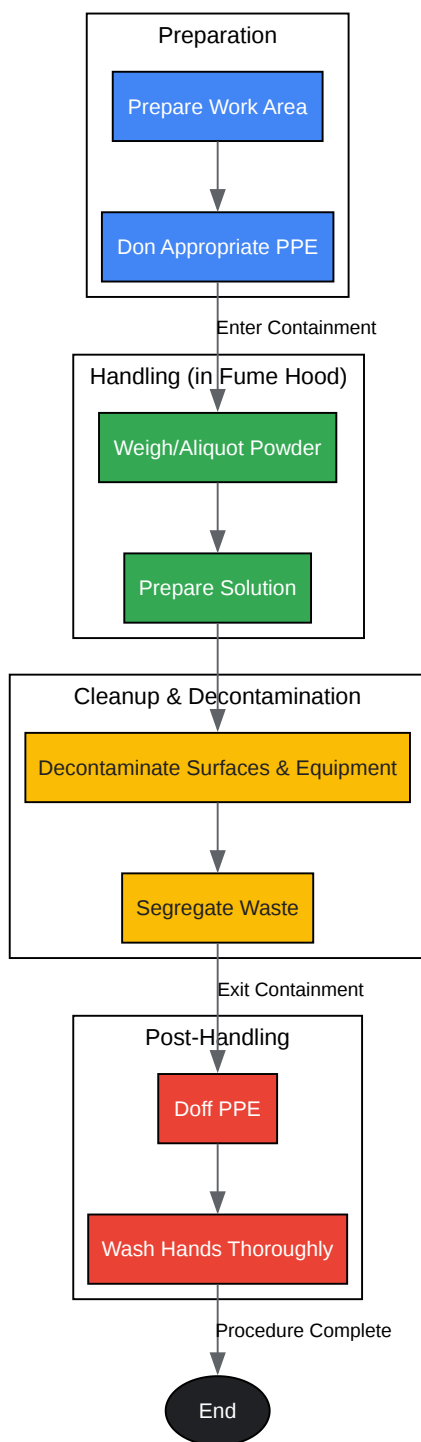 Preparation
Prepare Work Area
Don Appropriate PPE
Enter Containment
Handling (in Fume Hood)
Weigh/Aliquot Powder
Prepare Solution
Cleanup & Decontamination
Decontaminate Surfaces & Equipment
Segregate Waste
Exit Containment
Post-Handling
Doff PPE
Wash Hands Thoroughly
Procedure Complete
End